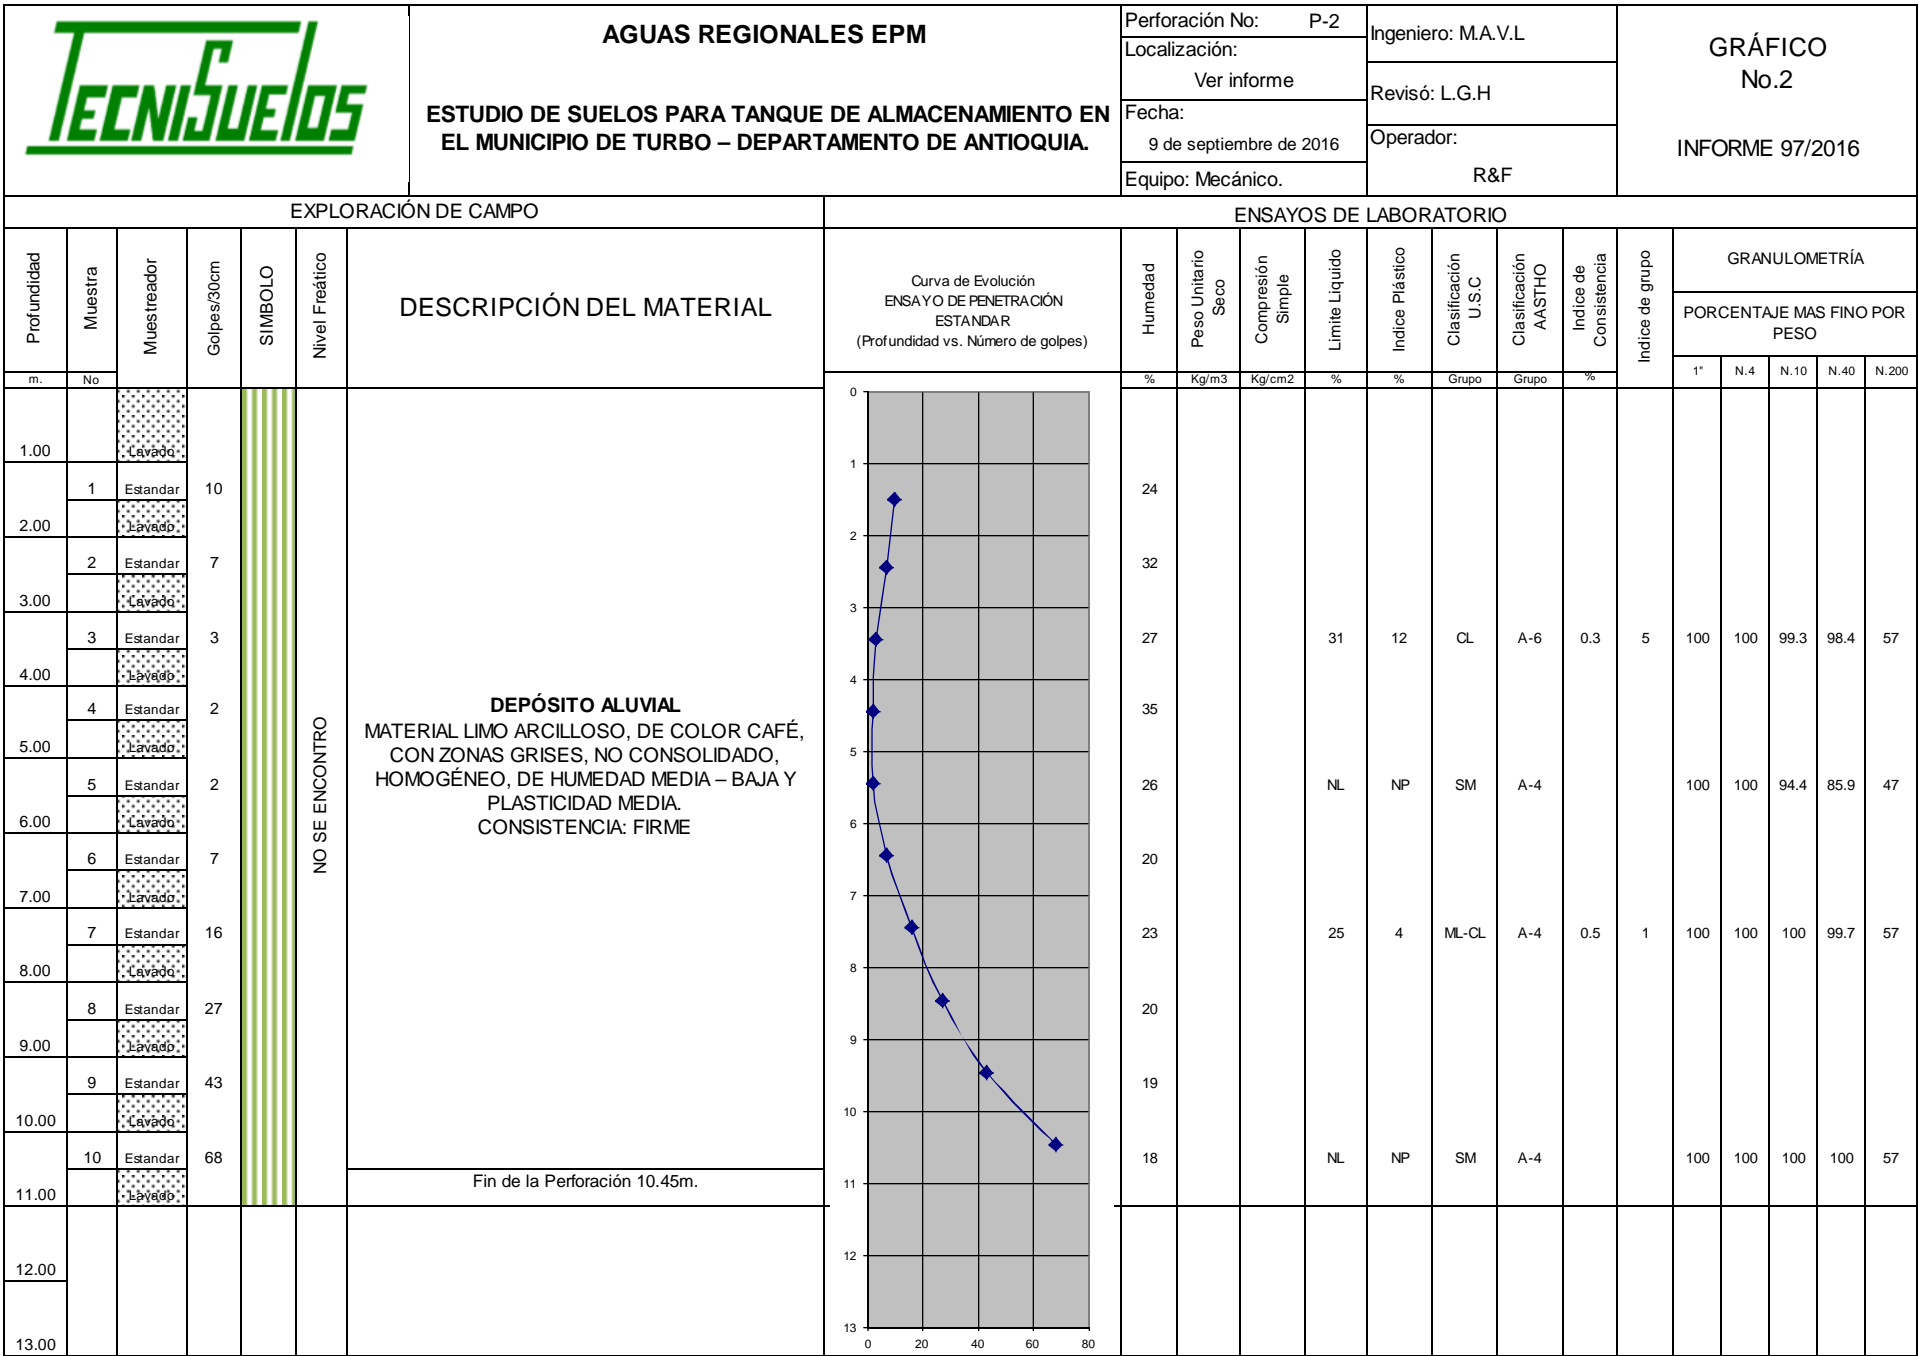 TECNISUELOS
AGUAS REGIONALES EPM
ESTUDIO DE SUELOS PARA TANQUE DE ALMACENAMIENTO EN
EL MUNICIPIO DE TURBO – DEPARTAMENTO DE ANTIOQUIA.
Perforación No: P-2
Localización:
Ver informe
Fecha:
9 de septiembre de 2016
Equipo: Mecánico.
Ingeniero: M.A.V.L
Revisó: L.G.H
Operador:
R&F
GRÁFICO
No.2
INFORME 97/2016
EXPLORACIÓN DE CAMPO
ENSAYOS DE LABORATORIO
Profundidad
Muestra
Muestreador
Golpes/30cm
SIMBOLO
Nivel Freático
DESCRIPCIÓN DEL MATERIAL
Curva de Evolución
ENSAYO DE PENETRACIÓN
ESTANDAR
(Profundidad vs. Número de golpes)
Humedad
Peso Unitario
Seco
Compresión
Simple
Limite Liquido
Indice Plástico
Clasificación
U.S.C
Clasificación
AASTHO
Indice de
Consistencia
Indice de grupo
GRANULOMETRÍA
PORCENTAJE MAS FINO POR
PESO
m. No
% Kg/m3 Kg/cm2 % % Grupo Grupo %
1" N.4 N.10 N.40 N.200
1.00 Lavado
1 Estandar 10 24
2.00 Lavado
2 Estandar 7 32
3.00 Lavado
3 Estandar 3 27 31 12 CL A-6 0.3 5 100 100 99.3 98.4 57
4.00 Lavado
4 Estandar 2 35
5.00 Lavado
5 Estandar 2 26 NL NP SM A-4 100 100 94.4 85.9 47
6.00 Lavado
6 Estandar 7 20
7.00 Lavado
7 Estandar 16 23 25 4 ML-CL A-4 0.5 1 100 100 100 99.7 57
8.00 Lavado
8 Estandar 27 20
9.00 Lavado
9 Estandar 43 19
10.00 Lavado
10 Estandar 68 18 NL NP SM A-4 100 100 100 100 57
11.00 Lavado
12.00
13.00
NO SE ENCONTRO
DEPÓSITO ALUVIAL
MATERIAL LIMO ARCILLOSO, DE COLOR CAFÉ,
CON ZONAS GRISES, NO CONSOLIDADO,
HOMOGÉNEO, DE HUMEDAD MEDIA – BAJA Y
PLASTICIDAD MEDIA.
CONSISTENCIA: FIRME
Fin de la Perforación 10.45m.
0
1
2
3
4
5
6
7
8
9
10
11
12
13
0 20 40 60 80